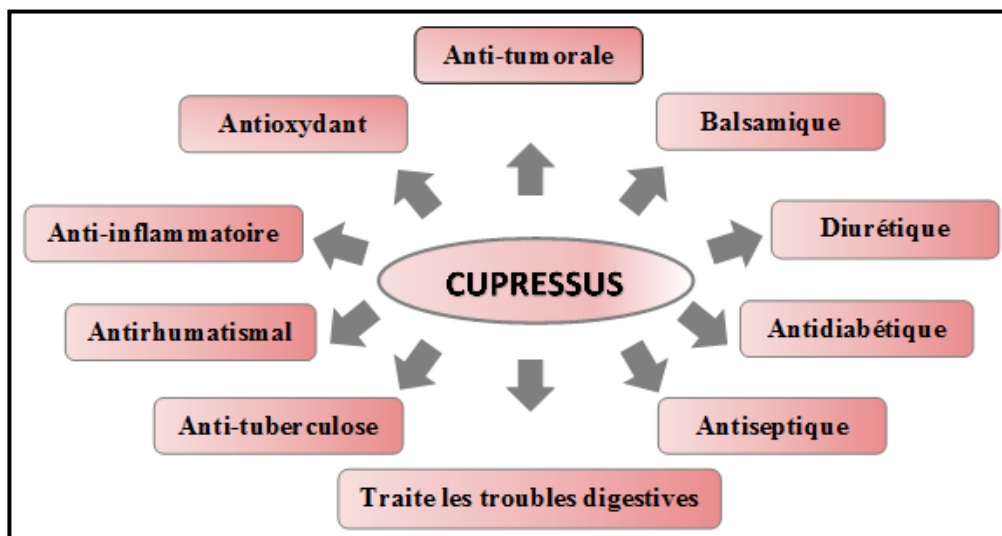 Anti-tumorale
Antioxydant
Balsamique
Anti-inflammatoire
Diurétique
CUPRESSUS
Antirhumatismal
Antidiabétique
Anti-tuberculose
Antiseptique
Traite les troubles digestives